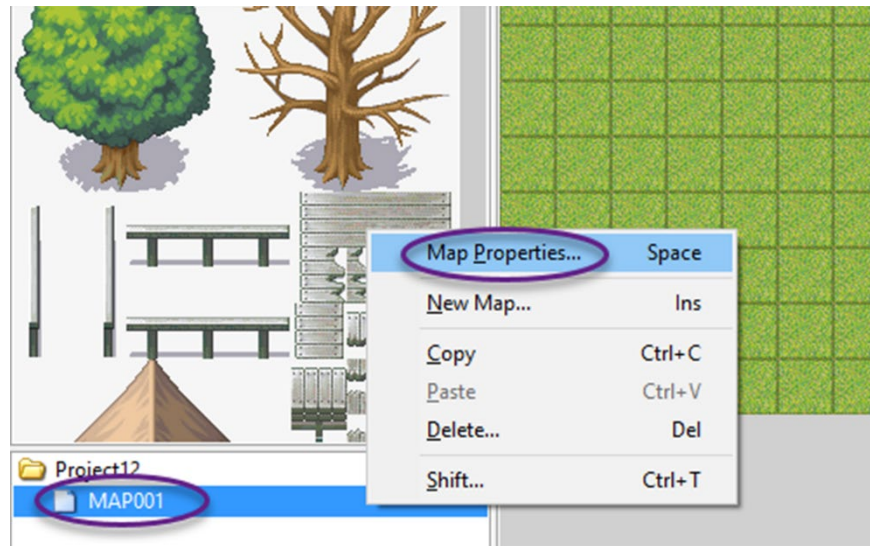 Map Properties... Space
New Map... Ins
Copy Ctrl+C
Paste Ctrl+V
Delete... Del
Shift... Ctrl+T
Project12
MAP001